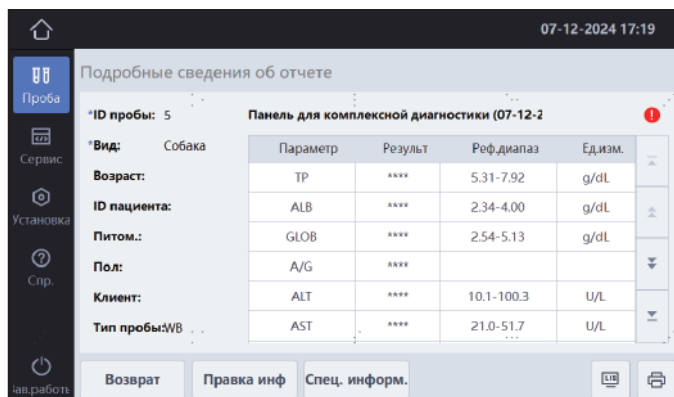 07-12-2024 17:19
Проба
Сервис
Установка
Спр.
Зав.работь
Подробные сведения об отчете
*ID пробы: 5
Панель для комплексной диагностики (07-12-2
*Вид: Собака
Возраст:
ID пациента:
Питом.:
Пол:
Клиент:
Тип пробы:WB
Параметр Результ Реф.диапаз Ед.изм.
TP **** 5.31-7.92 g/dL
ALB **** 2.34-4.00 g/dL
GLOB **** 2.54-5.13 g/dL
A/G ****
ALT **** 10.1-100.3 U/L
AST **** 21.0-51.7 U/L
Возврат
Правка инф
Спец. информ.
LIS